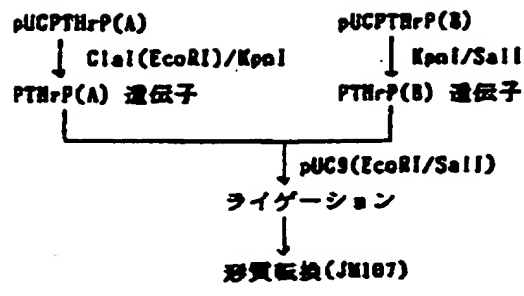 pUCPTHrP(A) pUCPTHrP(B)
ClaI(EcoRI)/KpnI KpnI/SalI
PTHrP(A) 遺伝子 PTHrP(B) 遺伝子
pUC9(EcoRI/SalI)
ライゲーション
形質転換(JM107)